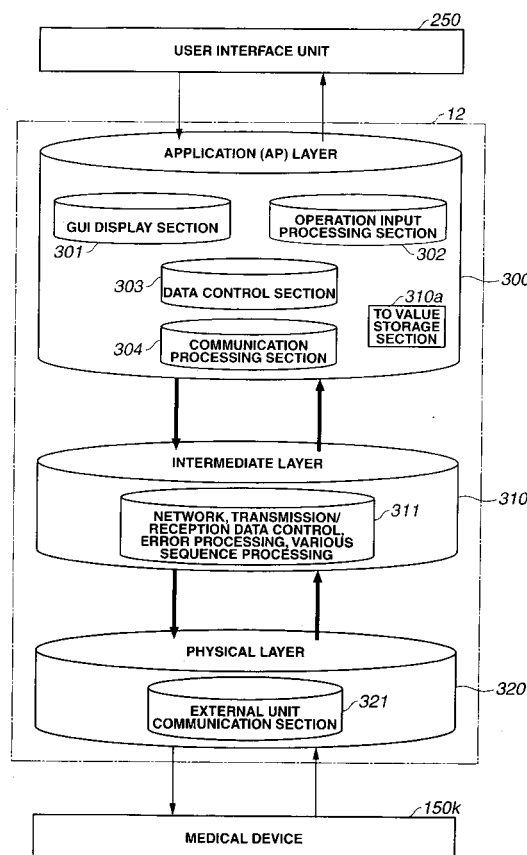 250
USER INTERFACE UNIT
12
APPLICATION (AP) LAYER
GUI DISPLAY SECTION
301
OPERATION INPUT
PROCESSING SECTION
302
303
DATA CONTROL SECTION
300
310a
TO VALUE
STORAGE
SECTION
304
COMMUNICATION
PROCESSING SECTION
INTERMEDIATE LAYER
310
311
NETWORK, TRANSMISSION/
RECEPTION DATA CONTROL,
ERROR PROCESSING, VARIOUS
SEQUENCE PROCESSING
PHYSICAL LAYER
320
321
EXTERNAL UNIT
COMMUNICATION SECTION
150k
MEDICAL DEVICE